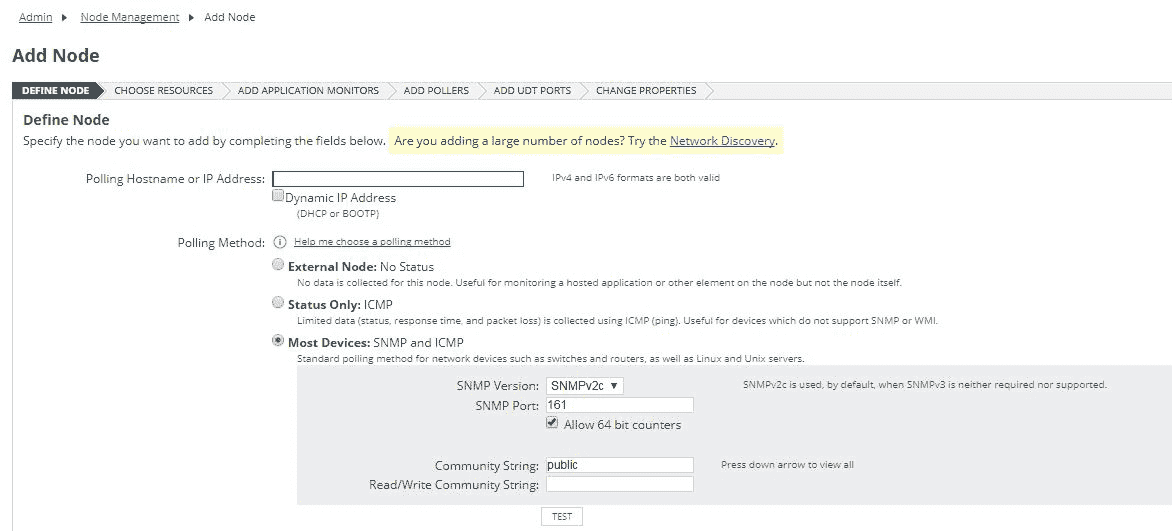 Admin ▶ Node Management ▶ Add Node
Add Node
DEFINE NODE CHOOSE RESOURCES ADD APPLICATION MONITORS ADD POLLERS ADD UDT PORTS CHANGE PROPERTIES
Define Node
Specify the node you want to add by completing the fields below. Are you adding a large number of nodes? Try the Network Discovery.
Polling Hostname or IP Address: IPv4 and IPv6 formats are both valid
Dynamic IP Address
(DHCP or BOOTP)
Polling Method: i Help me choose a polling method
External Node: No Status
No data is collected for this node. Useful for monitoring a hosted application or other element on the node but not the node itself.
Status Only: ICMP
Limited data (status, response time, and packet loss) is collected using ICMP (ping). Useful for devices which do not support SNMP or WMI.
Most Devices: SNMP and ICMP
Standard polling method for network devices such as switches and routers, as well as Linux and Unix servers.
SNMP Version: SNMPv2c ▼ SNMPv2c is used, by default, when SNMPv3 is neither required nor supported.
SNMP Port: 161
Allow 64 bit counters
Community String: public Press down arrow to view all
Read/Write Community String:
TEST